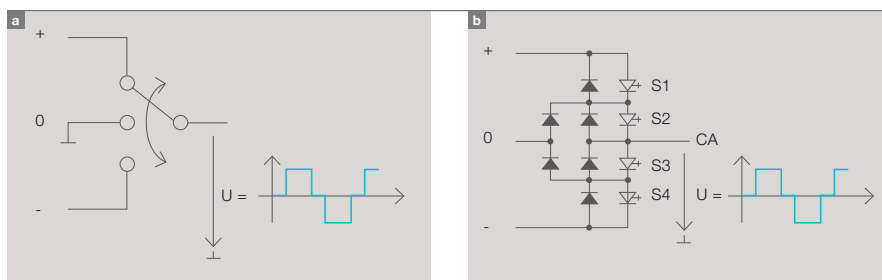 a
+
0
-
U =
b
+
S1
S2
0
CA
S3
S4
U =
-